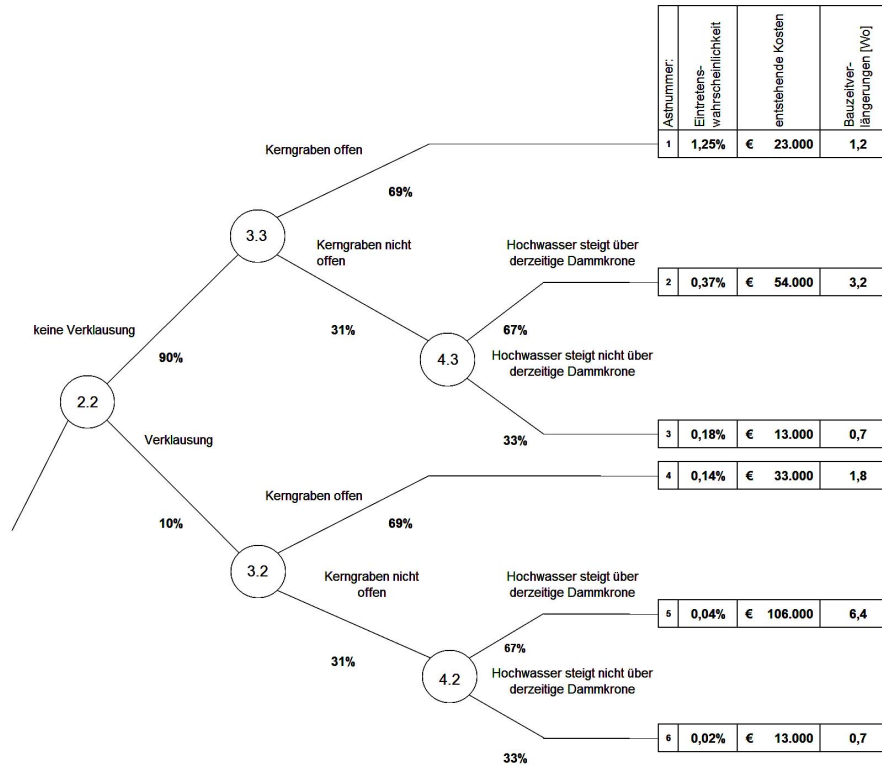 Astnummer:
Eintretens-
wahrscheinlichkeit
entstehende Kosten
Bauzeitver-
längerungen [Wo]
1 1,25% € 23.000 1,2
Kerngraben offen
69%
3.3
Kerngraben nicht
offen
31%
Hochwasser steigt über
derzeitige Dammkrone
2 0,37% € 54.000 3,2
67%
4.3
Hochwasser steigt nicht über
derzeitige Dammkrone
33%
3 0,18% € 13.000 0,7
keine Verklausung
90%
2.2
Verklausung
10%
Kerngraben offen
69%
4 0,14% € 33.000 1,8
3.2
Kerngraben nicht
offen
31%
Hochwasser steigt über
derzeitige Dammkrone
5 0,04% € 106.000 6,4
67%
4.2
Hochwasser steigt nicht über
derzeitige Dammkrone
33%
6 0,02% € 13.000 0,7